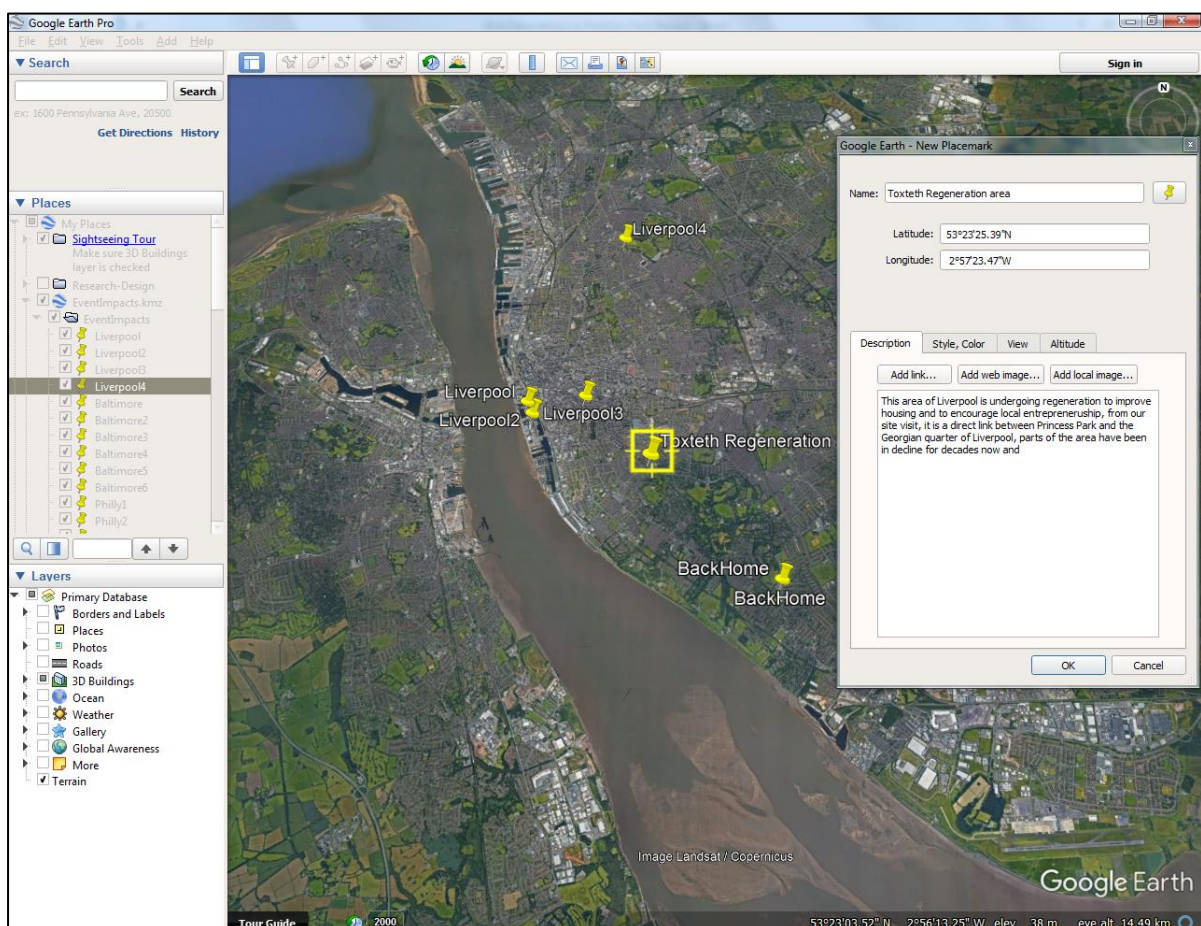 Google Earth Pro
File Edit View Tools Add Help
Search
Search
ex: 1600 Pennsylvania Ave, 20500
Get Directions History
Sign in
N
Places
My Places
Sightseeing Tour
Make sure 3D Buildings
layer is checked
Research-Design
EventImpacts.kmz
EventImpacts
Liverpool
Liverpool2
Liverpool3
Liverpool4
Baltimore
Baltimore2
Baltimore3
Baltimore4
Baltimore5
Baltimore6
Philly1
Philly2
Layers
Primary Database
Borders and Labels
Places
Photos
Roads
3D Buildings
Ocean
Weather
Gallery
Global Awareness
More
Terrain
Liverpool4
Liverpool
Liverpool2
Liverpool3
Toxteth Regeneration
BackHome
BackHome
Google Earth - New Placemark
Name: Toxteth Regeneration area
Latitude: 53°23'25.39"N
Longitude: 2°57'23.47"W
Description Style, Color View Altitude
Add link... Add web image... Add local image...
This area of Liverpool is undergoing regeneration to improve
housing and to encourage local entrepreneruship, from our
site visit, it is a direct link between Princess Park and the
Georgian quarter of Liverpool, parts of the area have been
in decline for decades now and
OK Cancel
Image Landsat / Copernicus
Google Earth
Tour Guide 2000 53°23'03.52" N 2°56'13.25" W elev 38 m eye alt 14.49 km